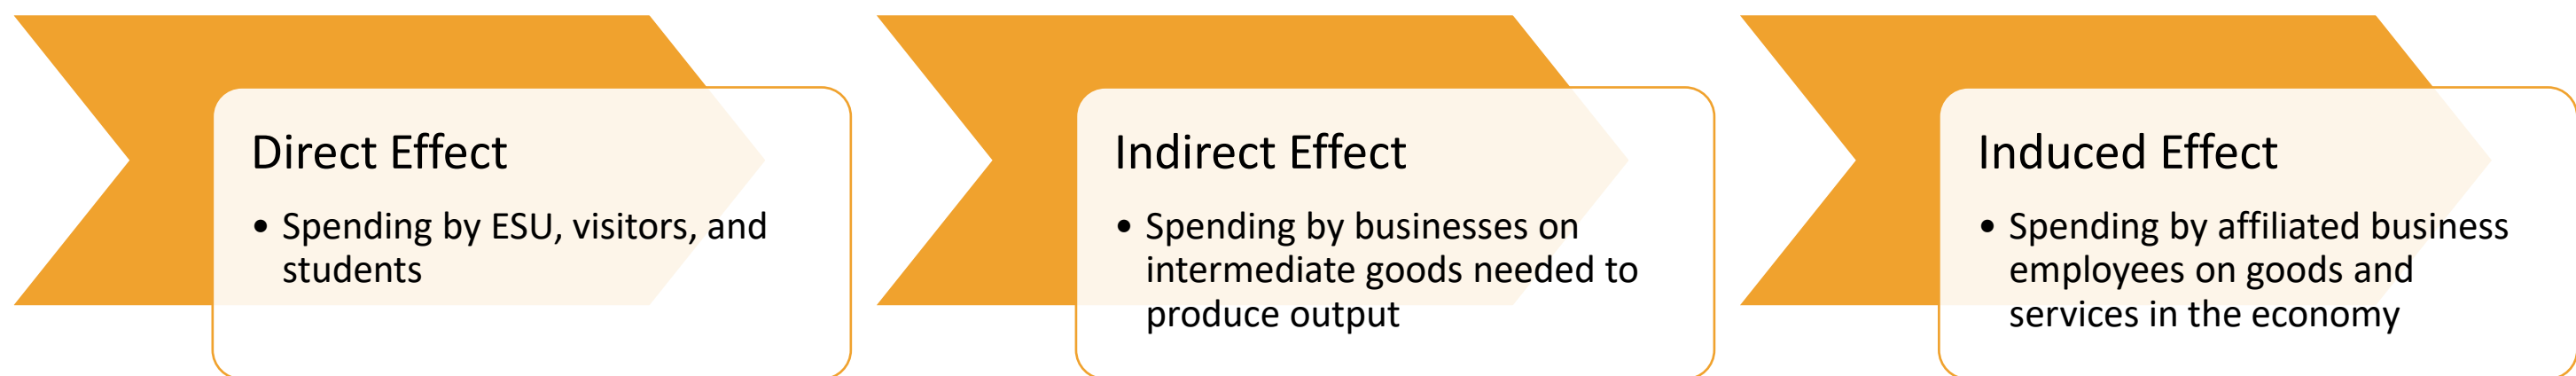 Direct Effect
• Spending by ESU, visitors, and
students
Indirect Effect
• Spending by businesses on
intermediate goods needed to
produce output
Induced Effect
• Spending by affiliated business
employees on goods and
services in the economy